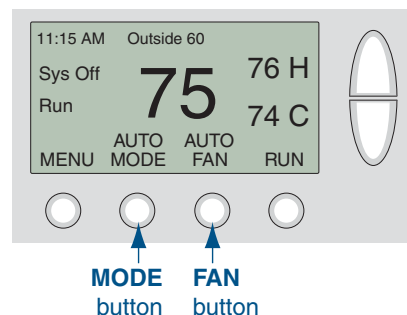 11:15 AM Outside 60
Sys Off
Run
75
76 H
74 C
AUTO AUTO
MENU MODE FAN RUN
MODE FAN
button button